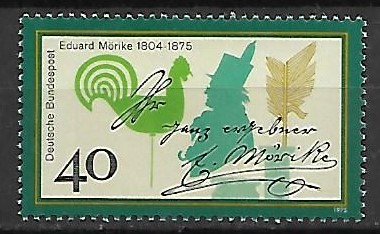 Eduard Mörike 1804-1875
Deutsche Bundespost
Ihr
ganz ergebner
E. Mörike
40
1975